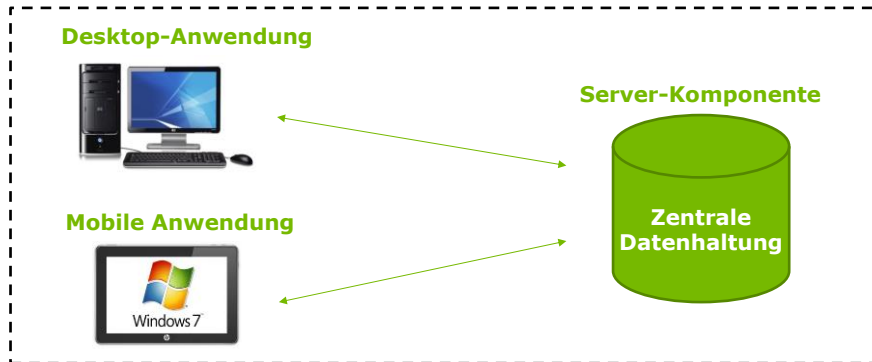 Desktop-Anwendung
Server-Komponente
Zentrale
Datenhaltung
Mobile Anwendung
Windows 7